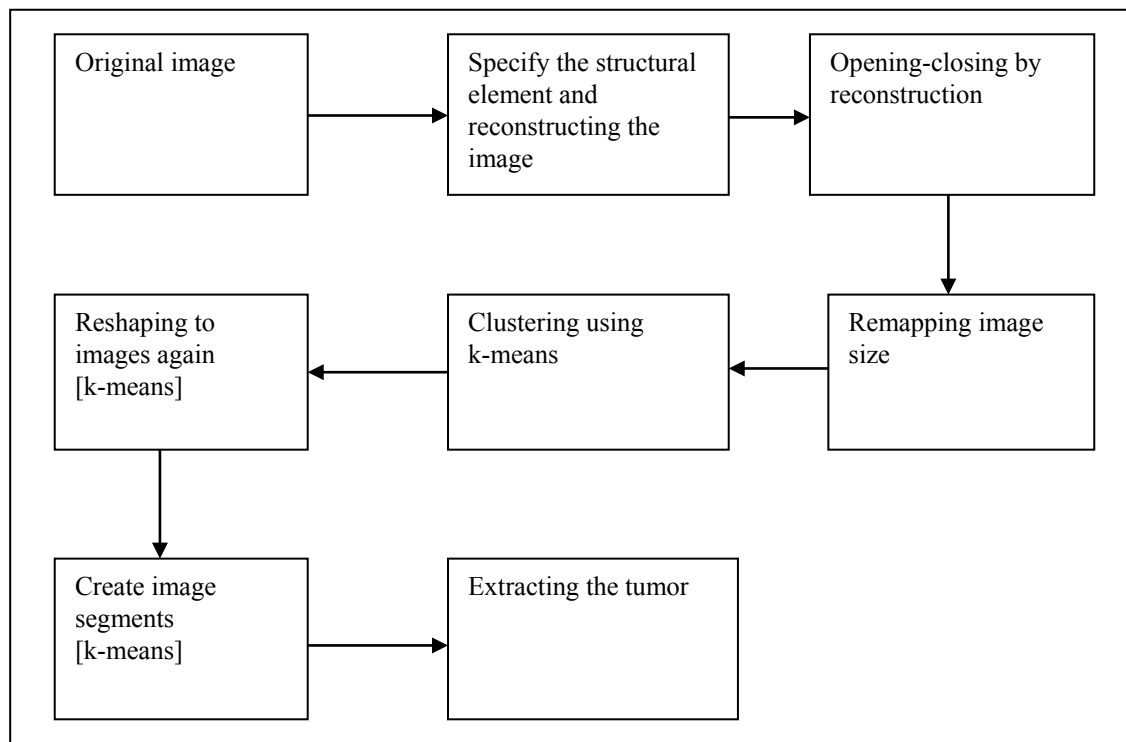 Original image
Specify the structural
element and
reconstructing the
image
Opening-closing by
reconstruction
Remapping image
size
Clustering using
k-means
Reshaping to
images again
[k-means]
Create image
segments
[k-means]
Extracting the tumor